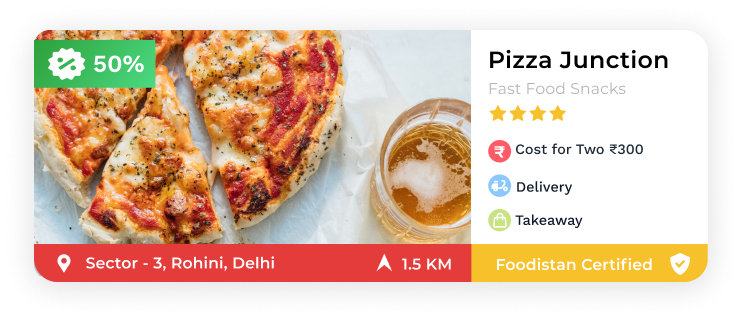 50%
Pizza Junction
Fast Food Snacks
Cost for Two ₹300
Delivery
Takeaway
Sector - 3, Rohini, Delhi
1.5 KM
Foodistan Certified